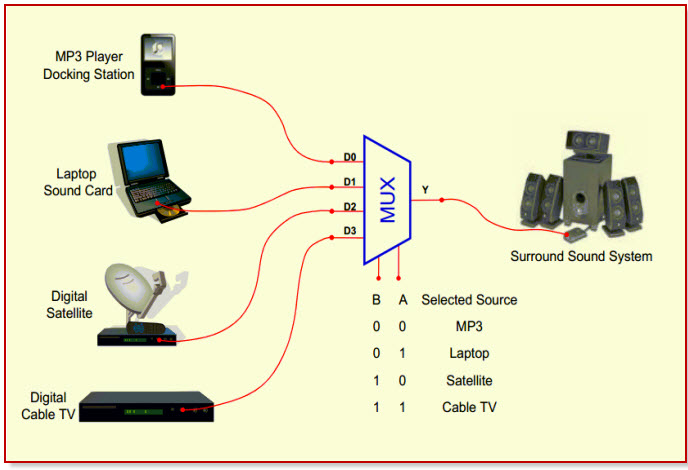 MP3 Player
Docking Station
Laptop
Sound Card
Digital
Satellite
Digital
Cable TV
D0
D1
D2
D3
MUX
Y
Surround Sound System
B A Selected Source
0 0 MP3
0 1 Laptop
1 0 Satellite
1 1 Cable TV